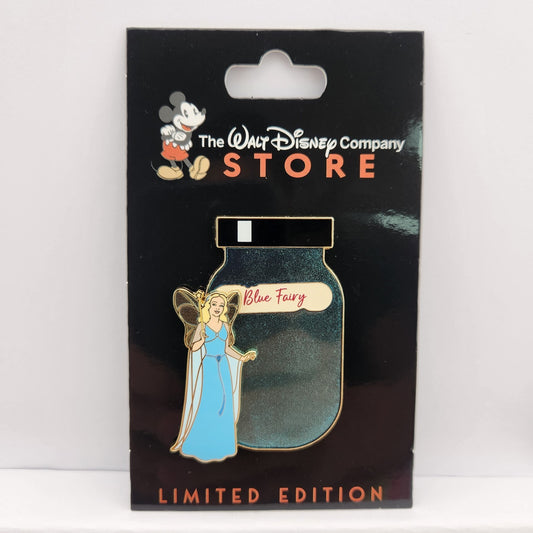 The WALT DISNEY Company
STORE
Blue Fairy
LIMITED EDITION